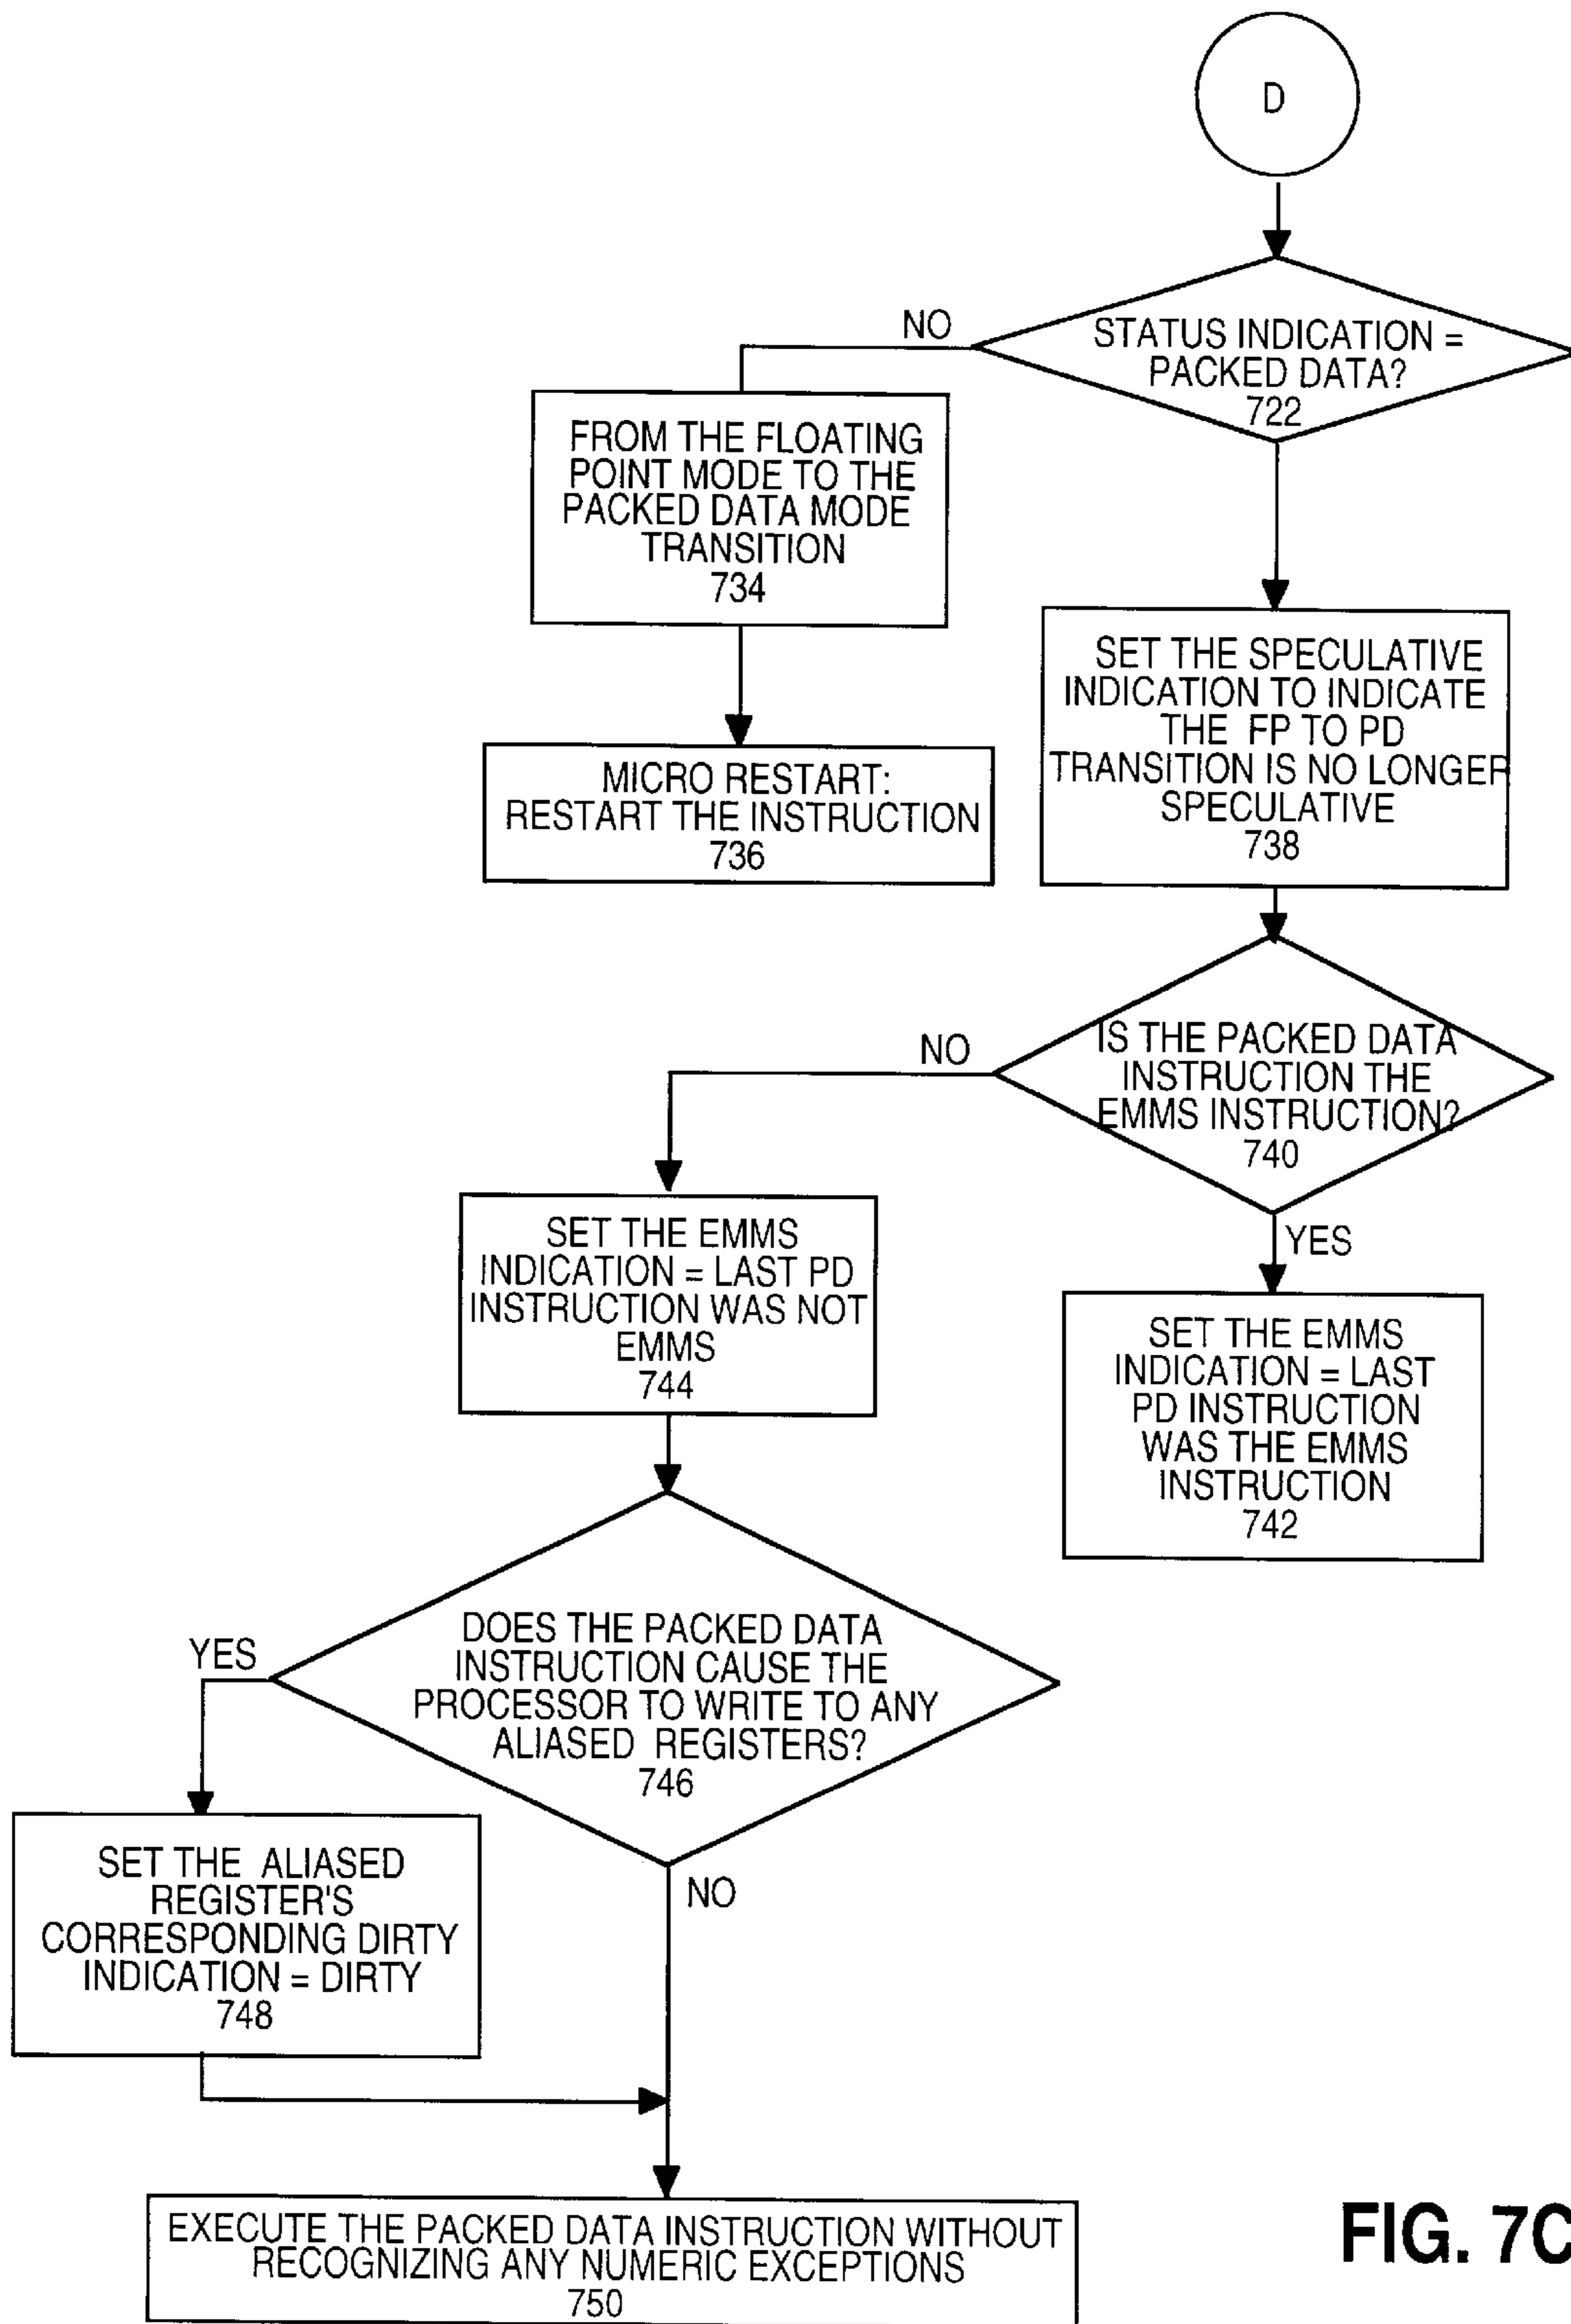 D
NO
STATUS INDICATION =
PACKED DATA?
722
FROM THE FLOATING
POINT MODE TO THE
PACKED DATA MODE
TRANSITION
734
SET THE SPECULATIVE
INDICATION TO INDICATE
THE FP TO PD
TRANSITION IS NO LONGER
SPECULATIVE
738
MICRO RESTART:
RESTART THE INSTRUCTION
736
NO
IS THE PACKED DATA
INSTRUCTION THE
EMMS INSTRUCTION?
740
YES
SET THE EMMS
INDICATION = LAST PD
INSTRUCTION WAS NOT
EMMS
744
SET THE EMMS
INDICATION = LAST
PD INSTRUCTION
WAS THE EMMS
INSTRUCTION
742
YES
DOES THE PACKED DATA
INSTRUCTION CAUSE THE
PROCESSOR TO WRITE TO ANY
ALIASED REGISTERS?
746
NO
SET THE ALIASED
REGISTER'S
CORRESPONDING DIRTY
INDICATION = DIRTY
748
EXECUTE THE PACKED DATA INSTRUCTION WITHOUT
RECOGNIZING ANY NUMERIC EXCEPTIONS
750
FIG. 7C